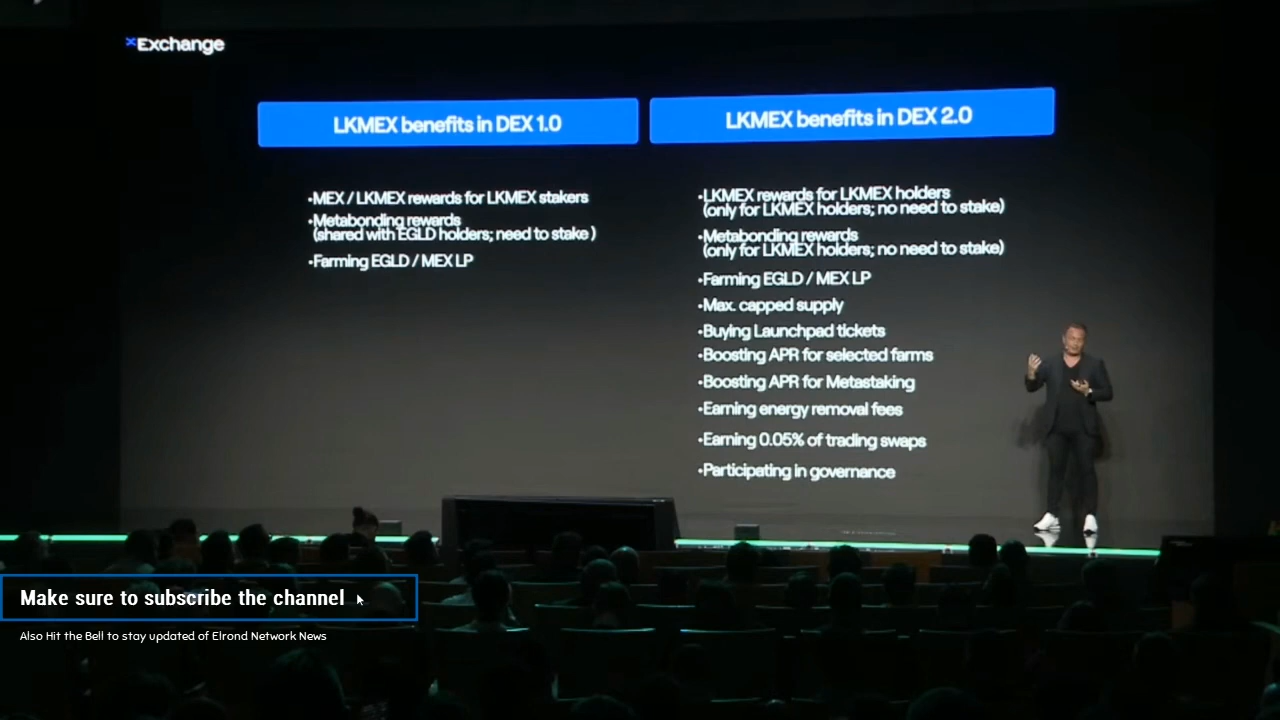 ×Exchange
LKMEX benefits in DEX 1.0
•MEX / LKMEX rewards for LKMEX stakers
•Metabonding rewards
(shared with EGLD holders; need to stake )
•Farming EGLD / MEX LP
LKMEX benefits in DEX 2.0
•LKMEX rewards for LKMEX holders
(only for LKMEX holders; no need to stake)
•Metabonding rewards
(only for LKMEX holders; no need to stake)
•Farming EGLD / MEX LP
•Max. capped supply
•Buying Launchpad tickets
•Boosting APR for selected farms
•Boosting APR for Metastaking
•Earning energy removal fees
•Earning 0.05% of trading swaps
•Participating in governance
Make sure to subscribe the channel
Also Hit the Bell to stay updated of Elrond Network News